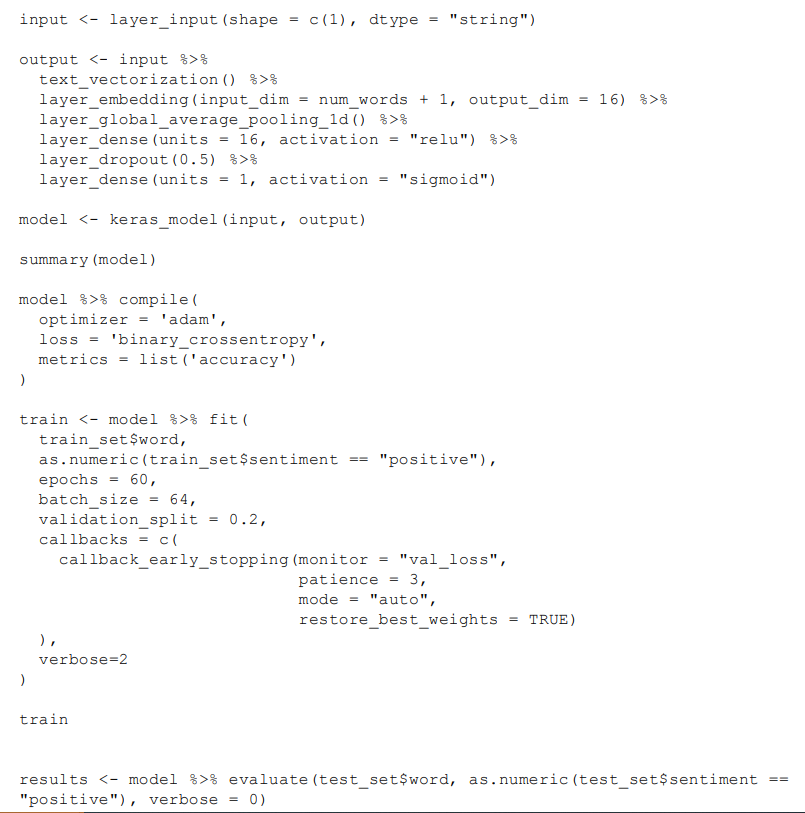 input <- layer_input(shape = c(1), dtype = "string")
output <- input %>%
text_vectorization() %>%
layer_embedding(input_dim = num_words + 1, output_dim = 16) %>%
layer_global_average_pooling_1d() %>%
layer_dense(units = 16, activation = "relu") %>%
layer_dropout(0.5) %>%
layer_dense(units = 1, activation = "sigmoid")
model <- keras_model(input, output)
summary(model)
model %>% compile(
optimizer = 'adam',
loss = 'binary_crossentropy',
metrics = list('accuracy')
)
train <- model %>% fit(
train_set$word,
as.numeric(train_set$sentiment == "positive"),
epochs = 60,
batch_size = 64,
validation_split = 0.2,
callbacks = c(
callback_early_stopping(monitor = "val_loss",
patience = 3,
mode = "auto",
restore_best_weights = TRUE)
),
verbose=2
)
train
results <- model %>% evaluate(test_set$word, as.numeric(test_set$sentiment ==
"positive"), verbose = 0)